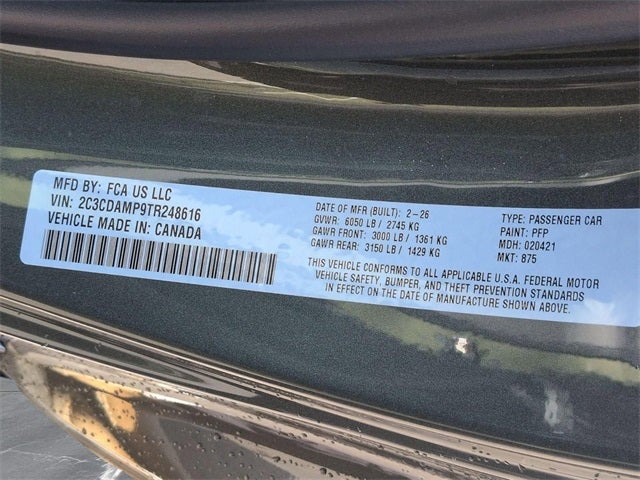 MFD BY: FCA US LLC
VIN: 2C3CDAMP9TR248616
VEHICLE MADE IN: CANADA
DATE OF MFR (BUILT): 2-26
GVWR: 6050 LB / 2745 KG
GAWR FRONT: 3000 LB / 1361 KG
GAWR REAR: 3150 LB / 1429 KG
TYPE: PASSENGER CAR
PAINT: PFP
MDH: 020421
MKT: 875
THIS VEHICLE CONFORMS TO ALL APPLICABLE U.S.A. FEDERAL MOTOR
VEHICLE SAFETY, BUMPER, AND THEFT PREVENTION STANDARDS
IN EFFECT ON THE DATE OF MANUFACTURE SHOWN ABOVE.